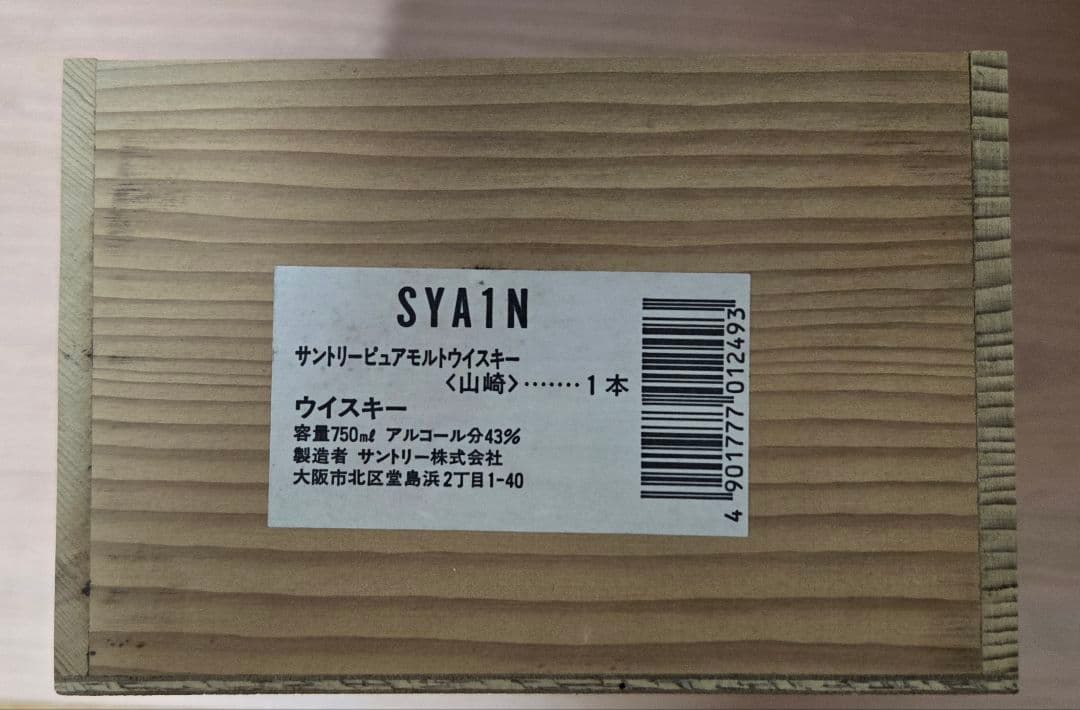 SYA1N
サントリーピュアモルトウイスキー
〈山崎〉‥‥‥‥1本
ウイスキー
容量750mℓ アルコール分43%
製造者 サントリー株式会社
大阪市北区堂島浜2丁目1-40
4 901777 012493